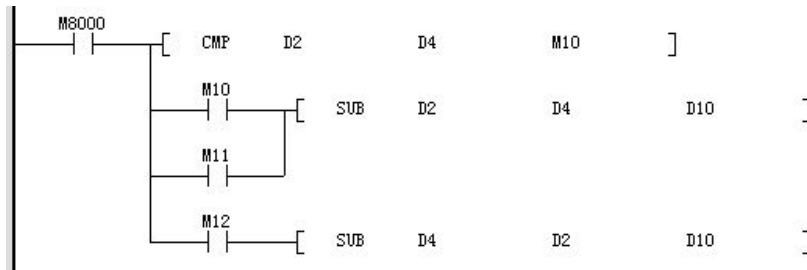 M8000
CMP D2 D4 M10
M10
SUB D2 D4 D10
M11
M12
SUB D4 D2 D10